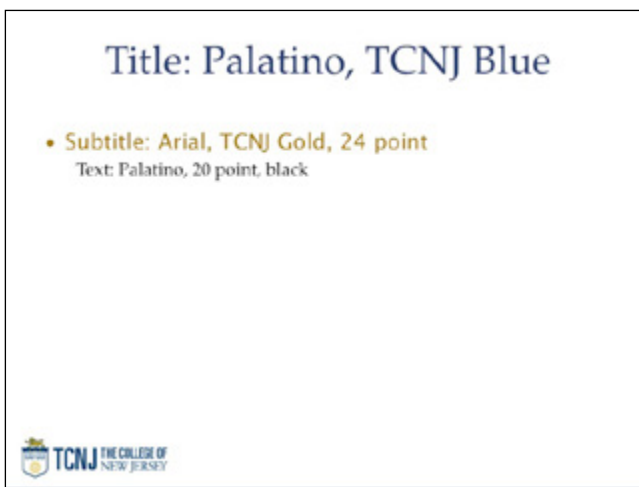 Title: Palatino, TCNJ Blue
• Subtitle: Arial, TCNJ Gold, 24 point
Text: Palatino, 20 point, black
TCNJ THE COLLEGE OF
NEW JERSEY